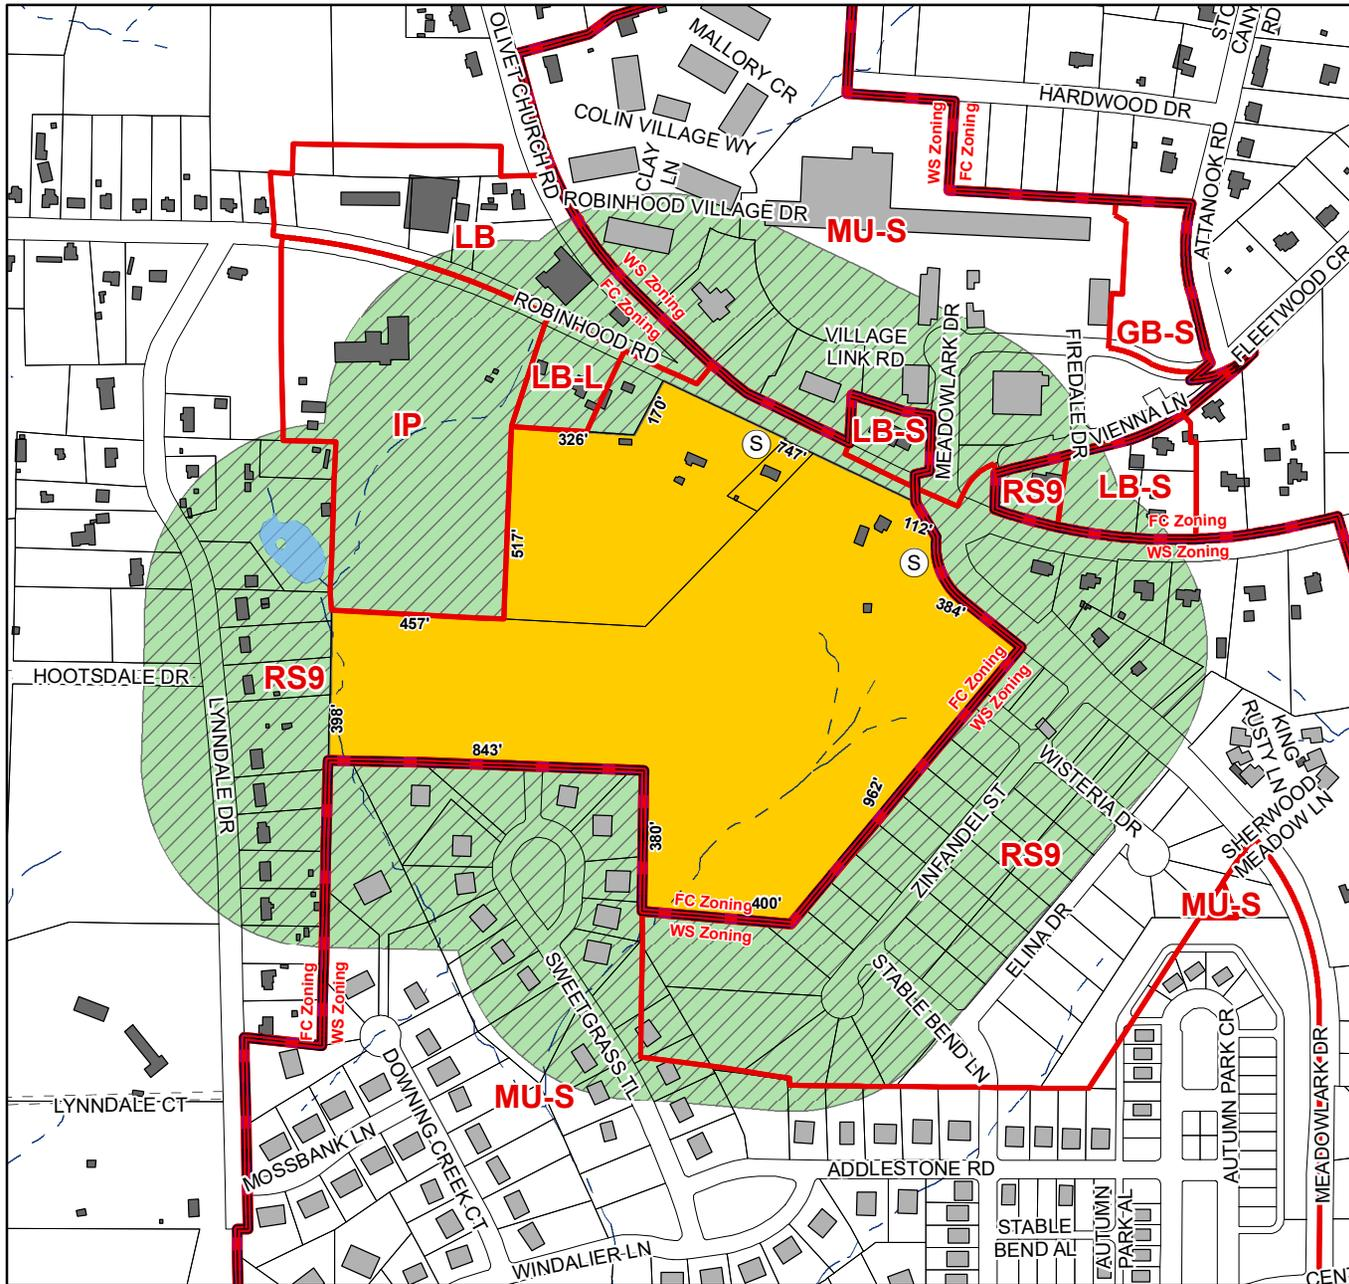 OLIVET CHURCH RD
MALLORY CR
COLIN VILLAGE WY
CLAY
LN
ROBINHOOD VILLAGE DR
HARDWOOD DR
RD
ATTANOOK RD
FLEETWOOD CR
WS Zoning
FC Zoning
MU-S
LB
WS Zoning
FC Zoning
ROBINHOOD RD
VILLAGE
LINK RD
MEADOWLARK DR
FIREDALE DR
GB-S
VIENNA LN
LB-L
IP
LB-S
RS9
LB-S
FC Zoning
WS Zoning
170'
326'
S
747'
517'
112'
S
384'
457'
HOOTSDALE DR
RS9
398'
LYNNDALE DR
843'
FC Zoning
WS Zoning
962'
380'
400'
FC Zoning
WS Zoning
WISTERIA DR
ZINFANDEL ST
RS9
KING
RUSTY LN
SHERWOOD
MEADOW LN
MU-S
ELINA DR
STABLE BEND LN
SWEETGRASS TL
FC Zoning
WS Zoning
DOWNING CREEK CT
MU-S
LYNNDALE CT
MOSSBANK LN
WINDALIER LN
ADDLESTONE RD
STABLE
BEND AL
AUTUMN
PARK AL
AUTUMN PARK CR
MEADOWLARK DR